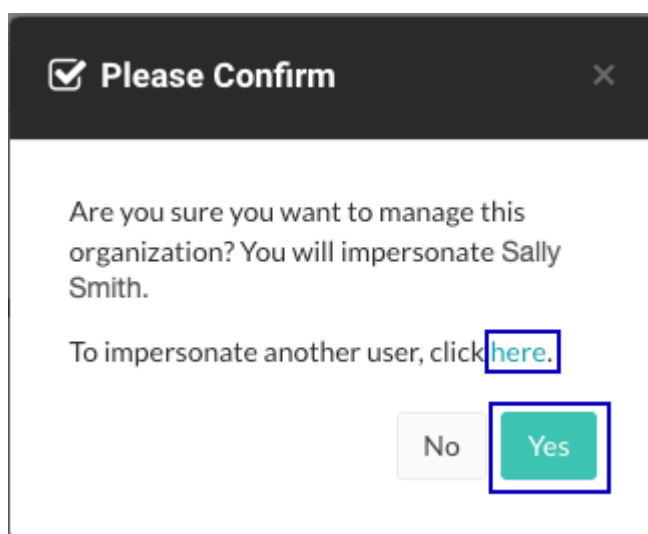 Please Confirm
Are you sure you want to manage this
organization? You will impersonate Sally
Smith.
To impersonate another user, click here.
No
Yes